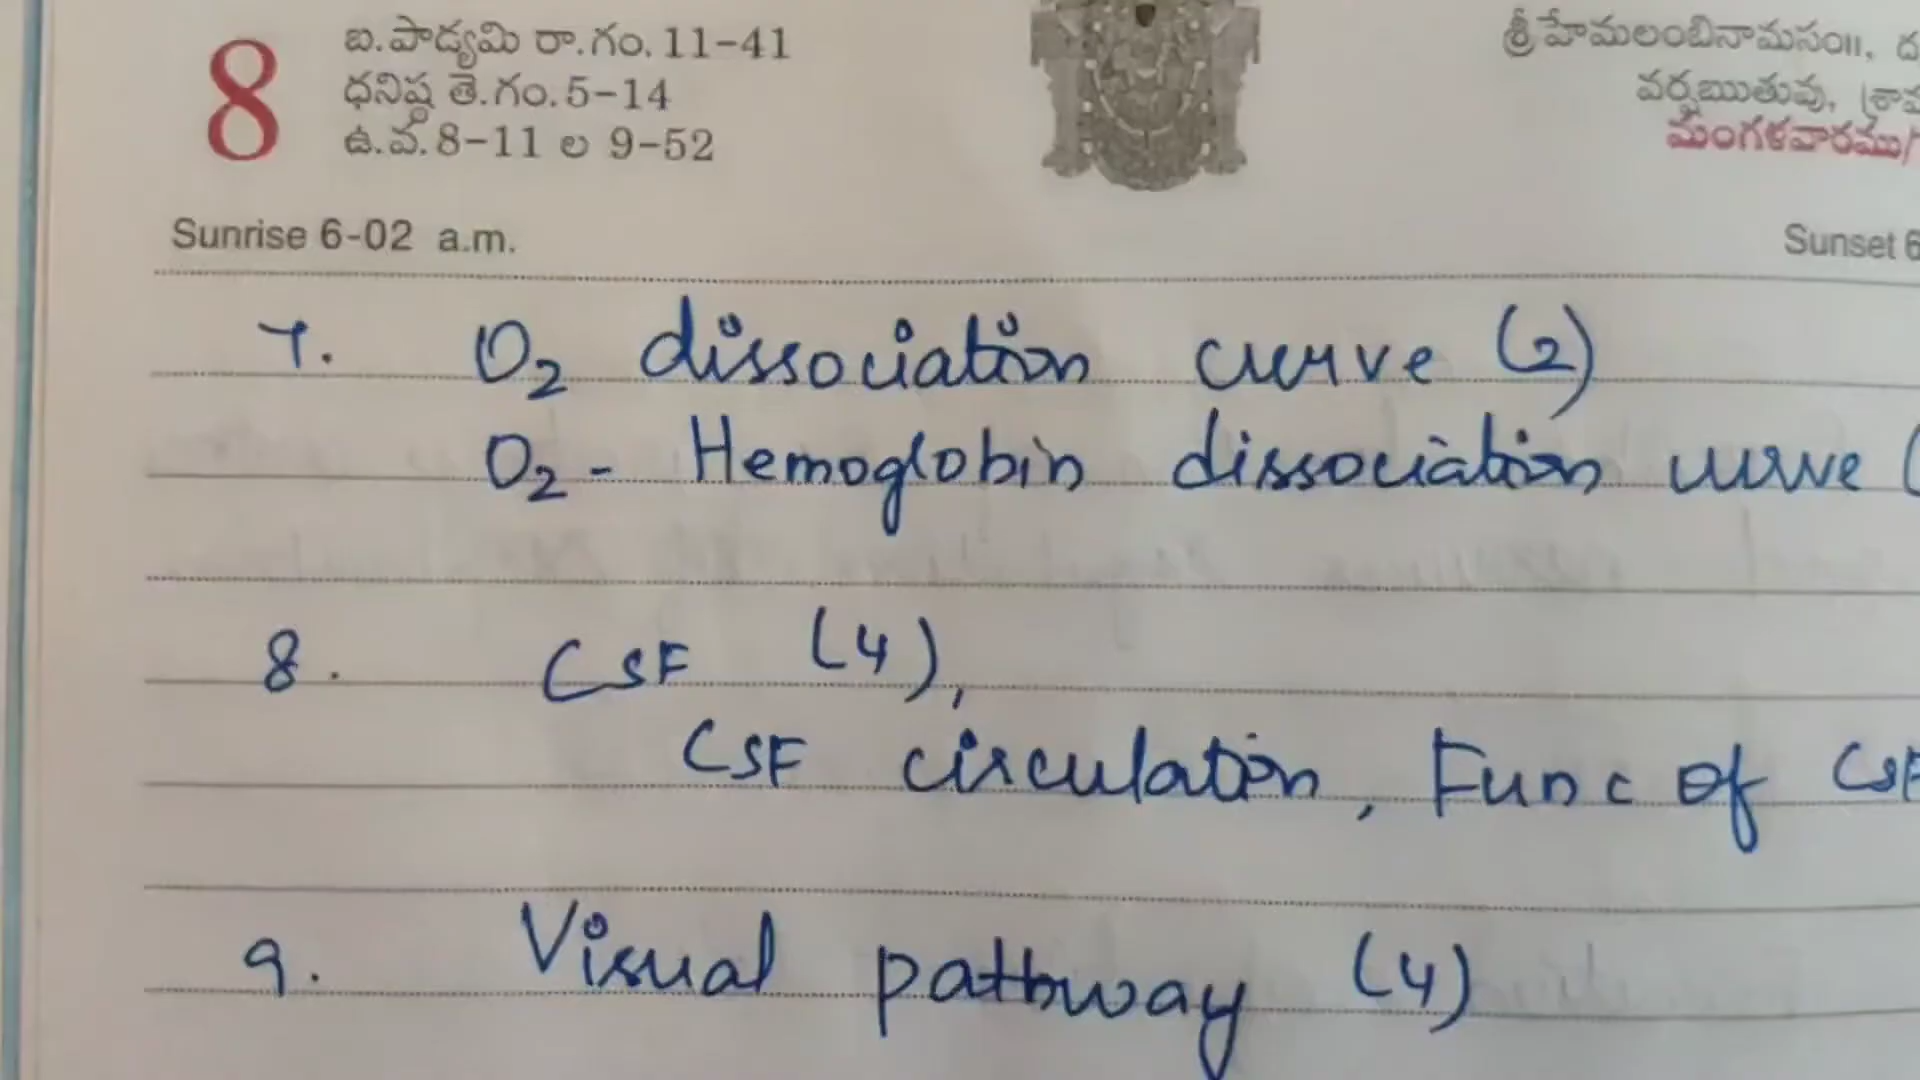 8
బ.పాడ్యమి రా.గం. 11-41
ధనిష్ఠ తె.గం. 5-14
ఉ.వ. 8-11 ల 9-52
శ్రీ హేమలంబినామసం॥, ద
వర్షఋతువు, శ్రావ
మంగళవారము/
Sunrise 6-02 a.m.
Sunset 6
7. O2 dissociation curve (2)
O2 - Hemoglobin dissociation curve (
8. CSF (4),
CSF circulation, Func of CSF
9. Visual pathway (4)